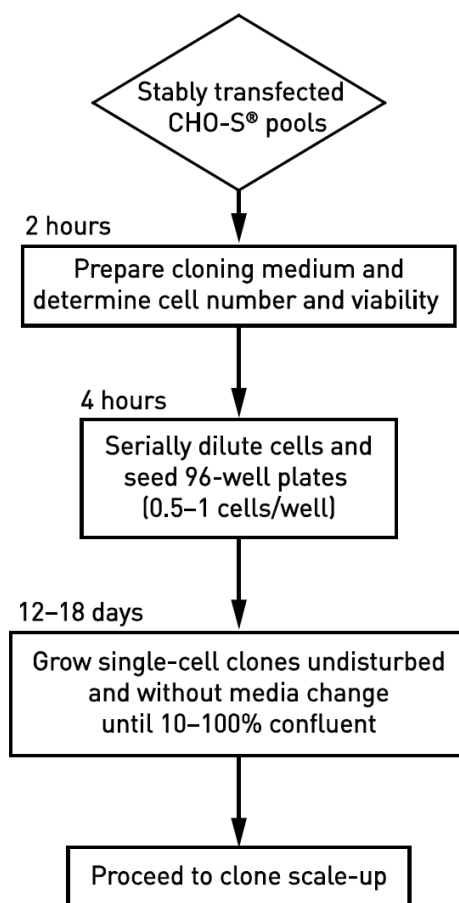 Stably transfected
CHO-S® pools
2 hours
Prepare cloning medium and
determine cell number and viability
4 hours
Serially dilute cells and
seed 96-well plates
(0.5–1 cells/well)
12–18 days
Grow single-cell clones undisturbed
and without media change
until 10–100% confluent
Proceed to clone scale-up